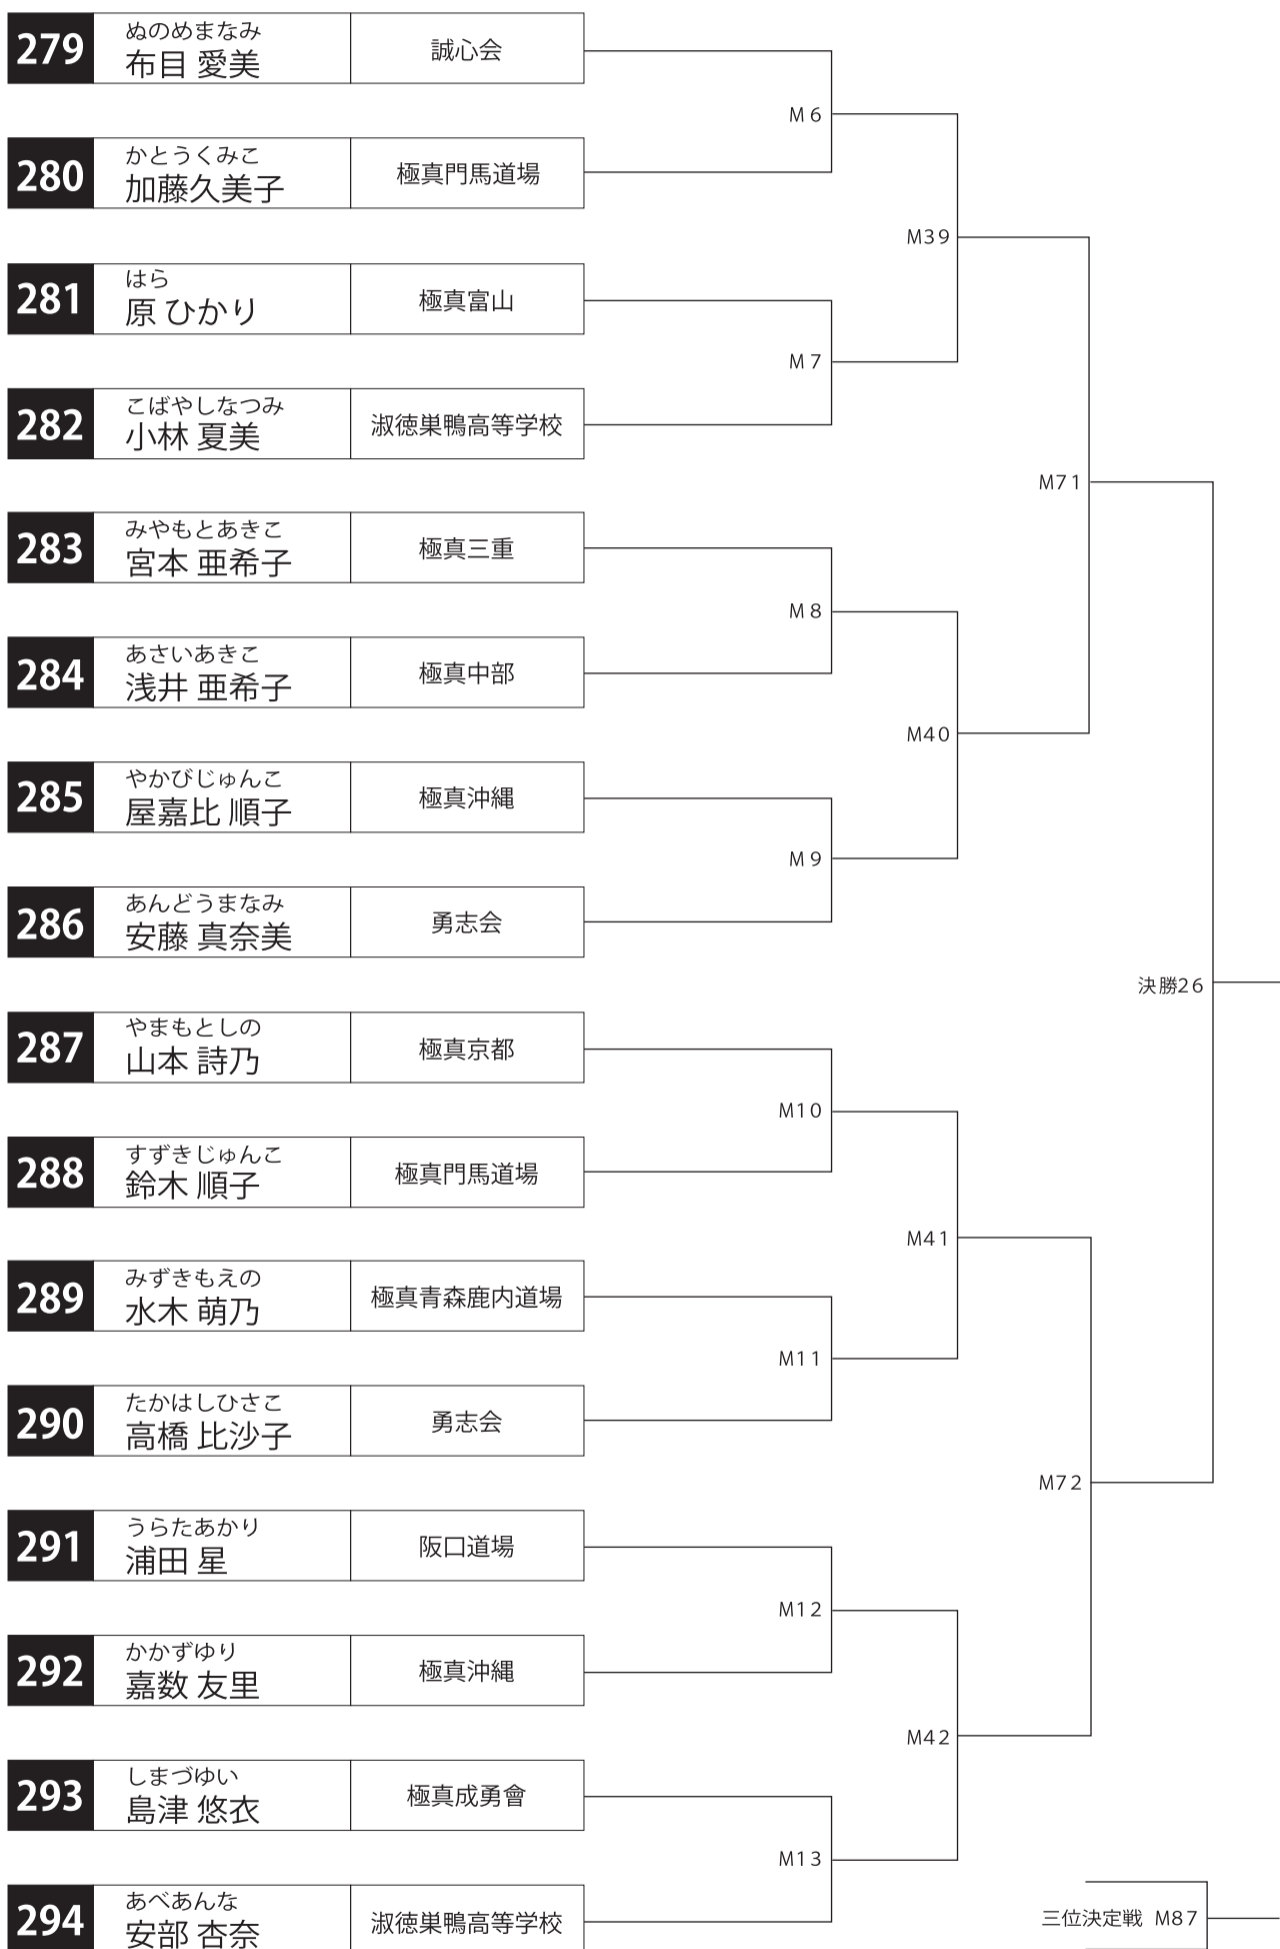 279
ぬのめまなみ
布目 愛美
誠心会
280
かとうくみこ
加藤久美子
極真門馬道場
281
はら
原 ひかり
極真富山
282
こばやしなつみ
小林 夏美
淑徳巣鴨高等学校
283
みやもとあきこ
宮本 亜希子
極真三重
284
あさいあきこ
浅井 亜希子
極真中部
285
やかびじゅんこ
屋嘉比 順子
極真沖縄
286
あんどうまなみ
安藤 真奈美
勇志会
287
やまもとしの
山本 詩乃
極真京都
288
すずきじゅんこ
鈴木 順子
極真門馬道場
289
みずきもえの
水木 萌乃
極真青森鹿内道場
290
たかはしひさこ
高橋 比沙子
勇志会
291
うらたあかり
浦田 星
阪口道場
292
かかずゆり
嘉数 友里
極真沖縄
293
しまづゆい
島津 悠衣
極真成勇會
294
あべあんな
安部 杏奈
淑徳巣鴨高等学校
M 6
M 7
M 8
M 9
M10
M11
M12
M13
M39
M40
M41
M42
M71
M72
決勝26
三位決定戦 M87